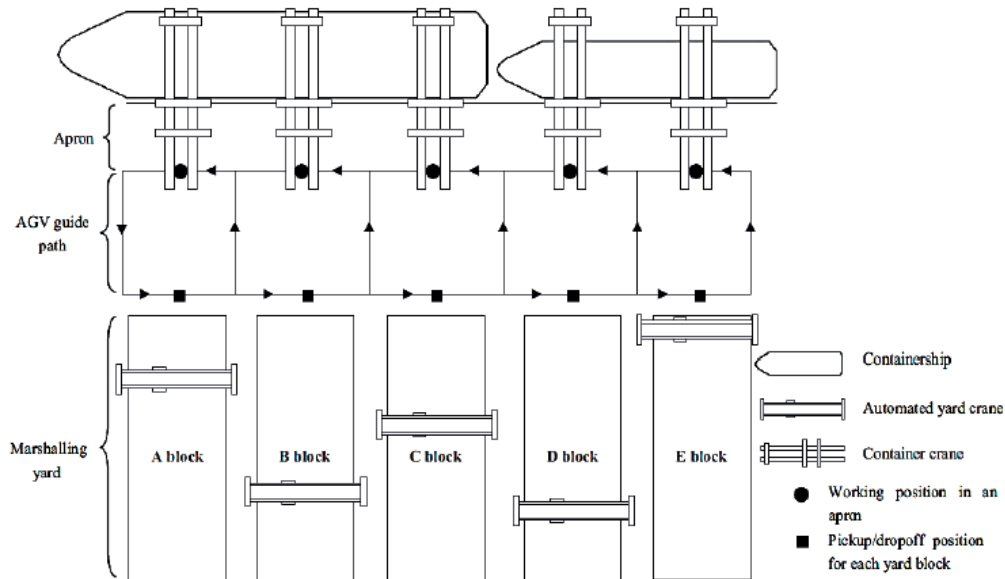 Apron
AGV guide
path
Marshalling
yard
A block
B block
C block
D block
E block
Containership
Automated yard crane
Container crane
Working position in an
apron
Pickup/dropoff position
for each yard block